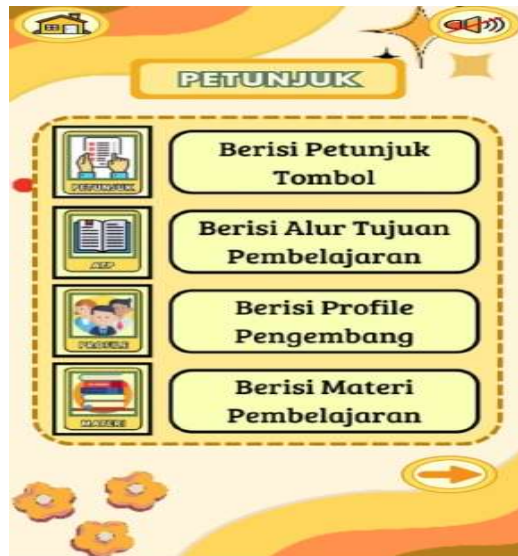 PETUNJUK
PETUNJUK
Berisi Petunjuk
Tombol
ATP
Berisi Alur Tujuan
Pembelajaran
PROFILE
Berisi Profile
Pengembang
MATERI
Berisi Materi
Pembelajaran